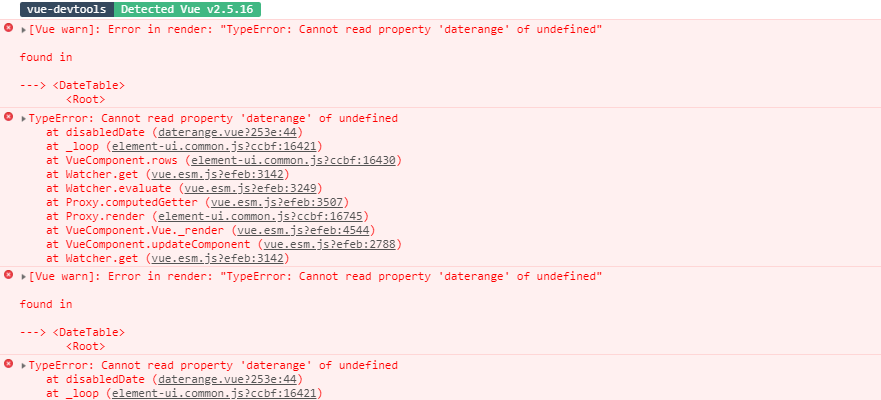 vue-devtools Detected Vue v2.5.16
[Vue warn]: Error in render: "TypeError: Cannot read property 'daterange' of undefined"
found in
---> <DateTable>
<Root>
TypeError: Cannot read property 'daterange' of undefined
at disabledDate (daterange.vue?253e:44)
at _loop (element-ui.common.js?ccbf:16421)
at VueComponent.rows (element-ui.common.js?ccbf:16430)
at Watcher.get (vue.esm.js?efeb:3142)
at Watcher.evaluate (vue.esm.js?efeb:3249)
at Proxy.computedGetter (vue.esm.js?efeb:3507)
at Proxy.render (element-ui.common.js?ccbf:16745)
at VueComponent.Vue._render (vue.esm.js?efeb:4544)
at VueComponent.updateComponent (vue.esm.js?efeb:2788)
at Watcher.get (vue.esm.js?efeb:3142)
[Vue warn]: Error in render: "TypeError: Cannot read property 'daterange' of undefined"
found in
---> <DateTable>
<Root>
TypeError: Cannot read property 'daterange' of undefined
at disabledDate (daterange.vue?253e:44)
at _loop (element-ui.common.js?ccbf:16421)